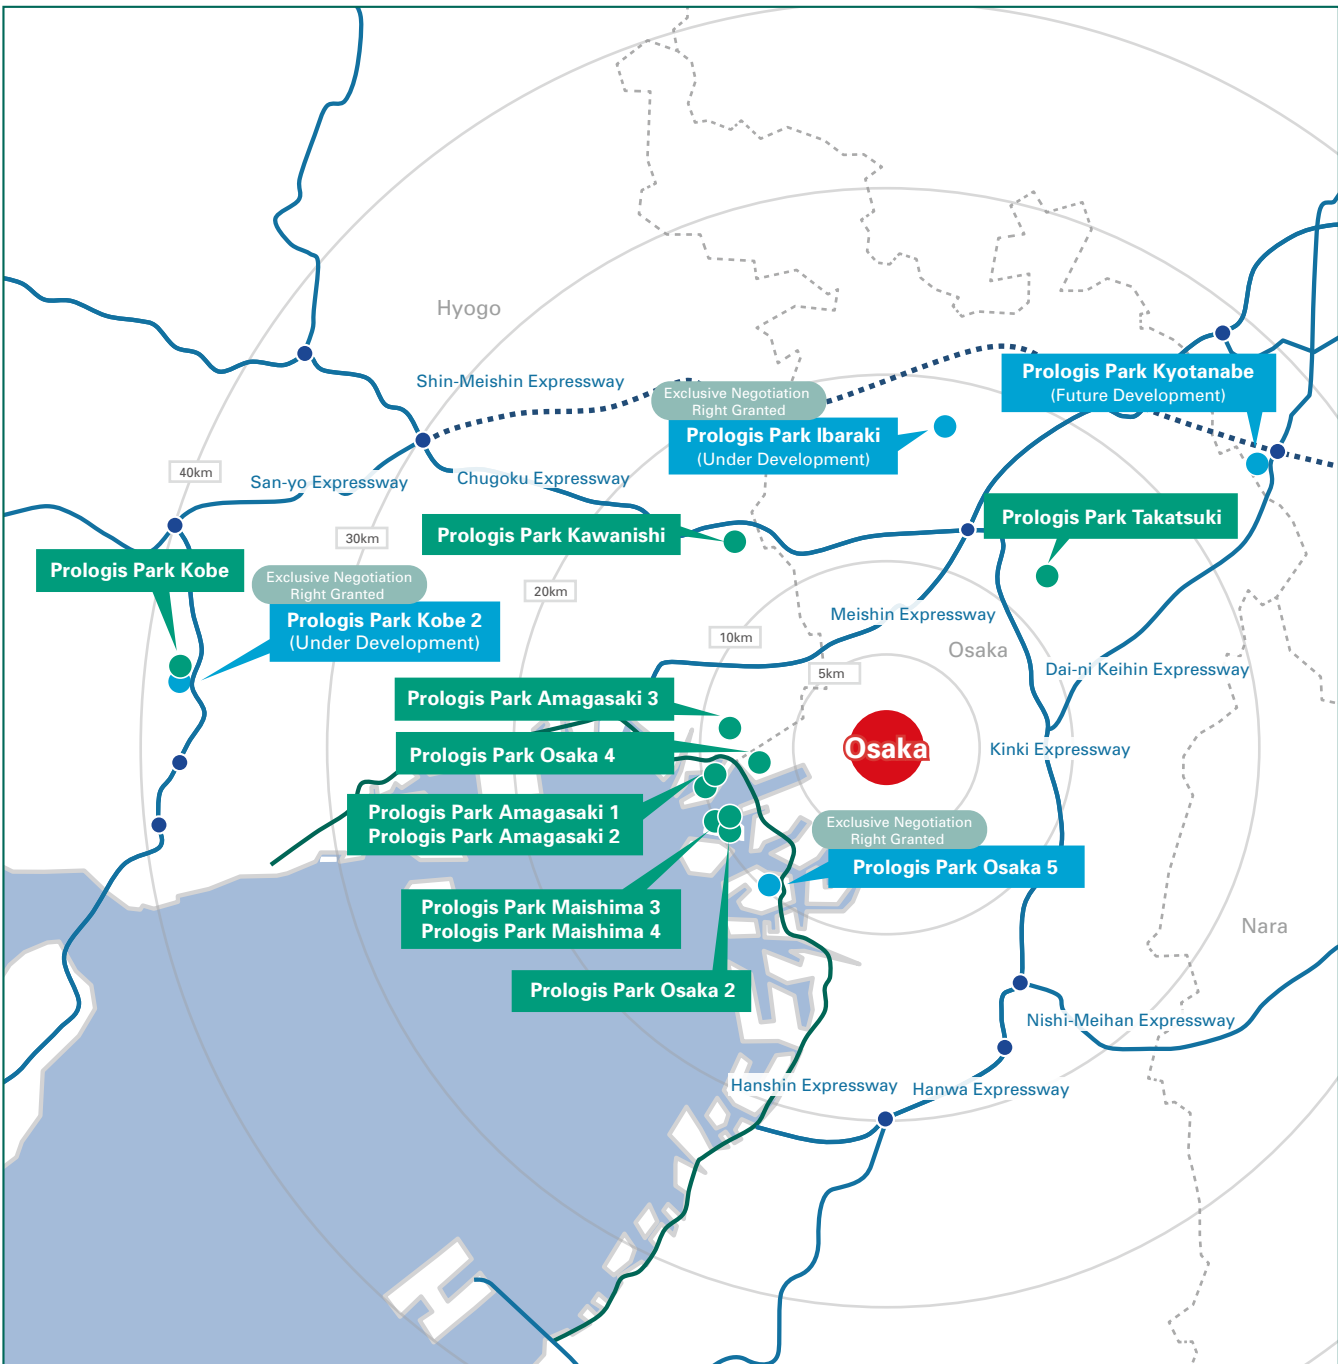 Hyogo
Shin-Meishin Expressway
Exclusive Negotiation
Right Granted
Prologis Park Ibaraki
(Under Development)
Prologis Park Kyotanabe
(Future Development)
40km
San-yo Expressway
Chugoku Expressway
30km
Prologis Park Kawanishi
Prologis Park Takatsuki
Prologis Park Kobe
Exclusive Negotiation
Right Granted
Prologis Park Kobe 2
(Under Development)
20km
10km
5km
Meishin Expressway
Osaka
Dai-ni Keihin Expressway
Prologis Park Amagasaki 3
Prologis Park Osaka 4
Osaka
Kinki Expressway
Prologis Park Amagasaki 1
Prologis Park Amagasaki 2
Exclusive Negotiation
Right Granted
Prologis Park Osaka 5
Prologis Park Maishima 3
Prologis Park Maishima 4
Nara
Prologis Park Osaka 2
Nishi-Meihan Expressway
Hanshin Expressway
Hanwa Expressway